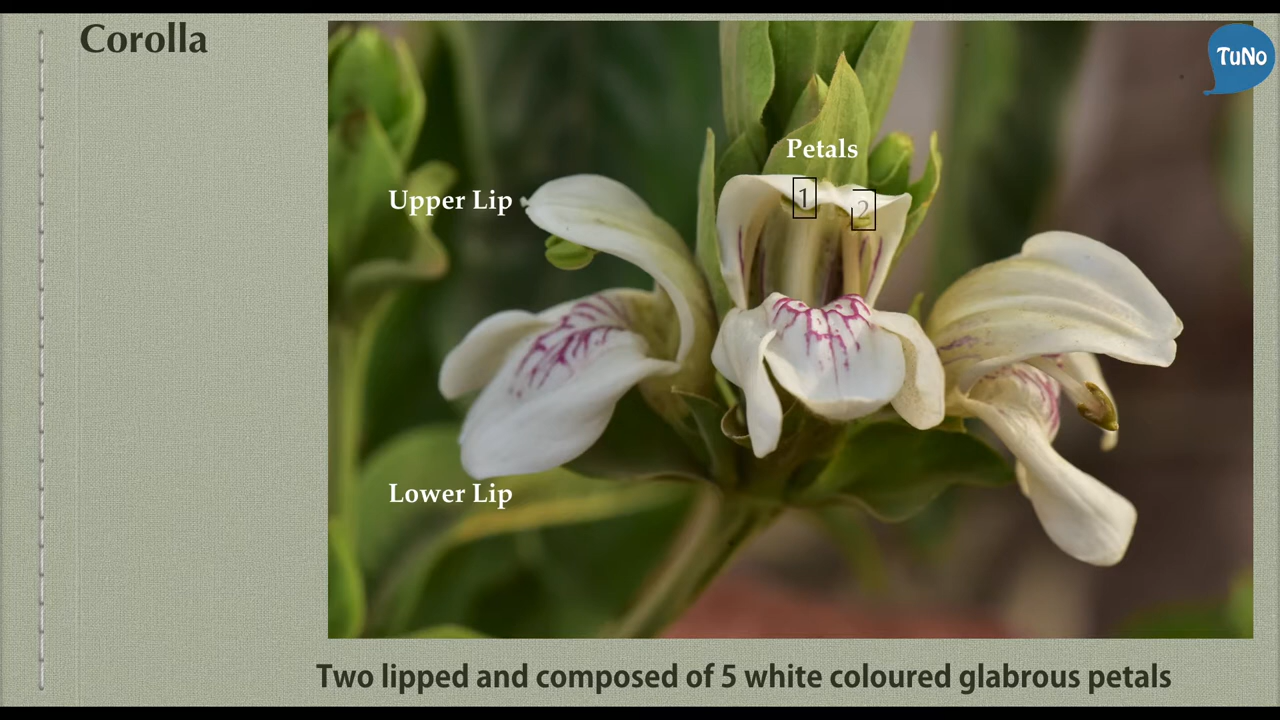 Corolla
TuNo
Petals
1
2
Upper Lip
Lower Lip
Two lipped and composed of 5 white coloured glabrous petals